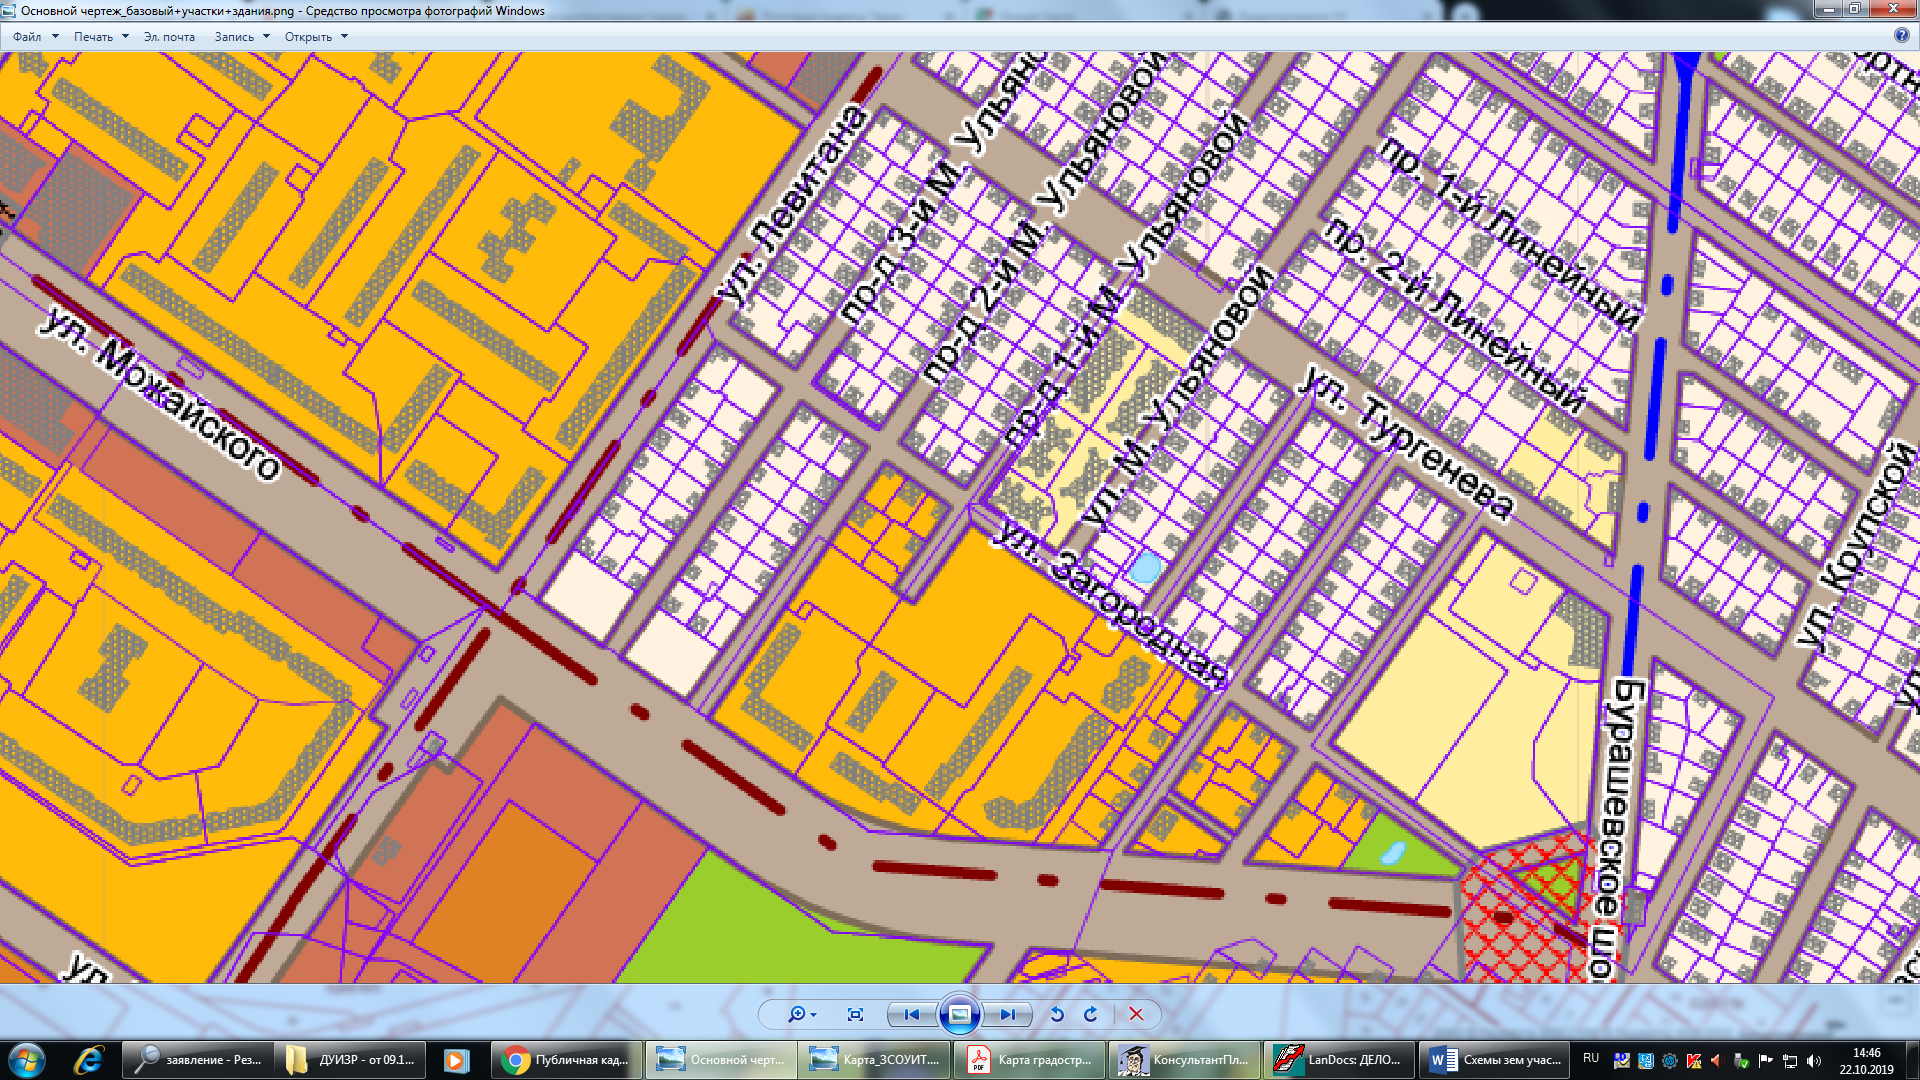 Основной чертеж_базовый+участки+здания.png - Средство просмотра фотографий Windows
Файл Печать Эл. почта Запись Открыть
ул. Можайского
ул. Левитана
пр-д 3-й М. Ульяновой
пр-д 2-й М. Ульяновой
пр-д 1-й М. Ульяновой
ул. М. Ульяновой
ул. Загородная
ул. Тургенева
пр. 1-й Линейный
пр. 2-й Линейный
ул. Крупской
Бурашевское шо
ул.
заявление - Рез...
ДУИЗР - от 09.1...
Публичная кад...
Основной черт...
Карта_ЗСОУИТ....
Карта градостр...
КонсультантПл...
LanDocs: ДЕЛО...
Схемы зем учас...
RU
14:46
22.10.2019